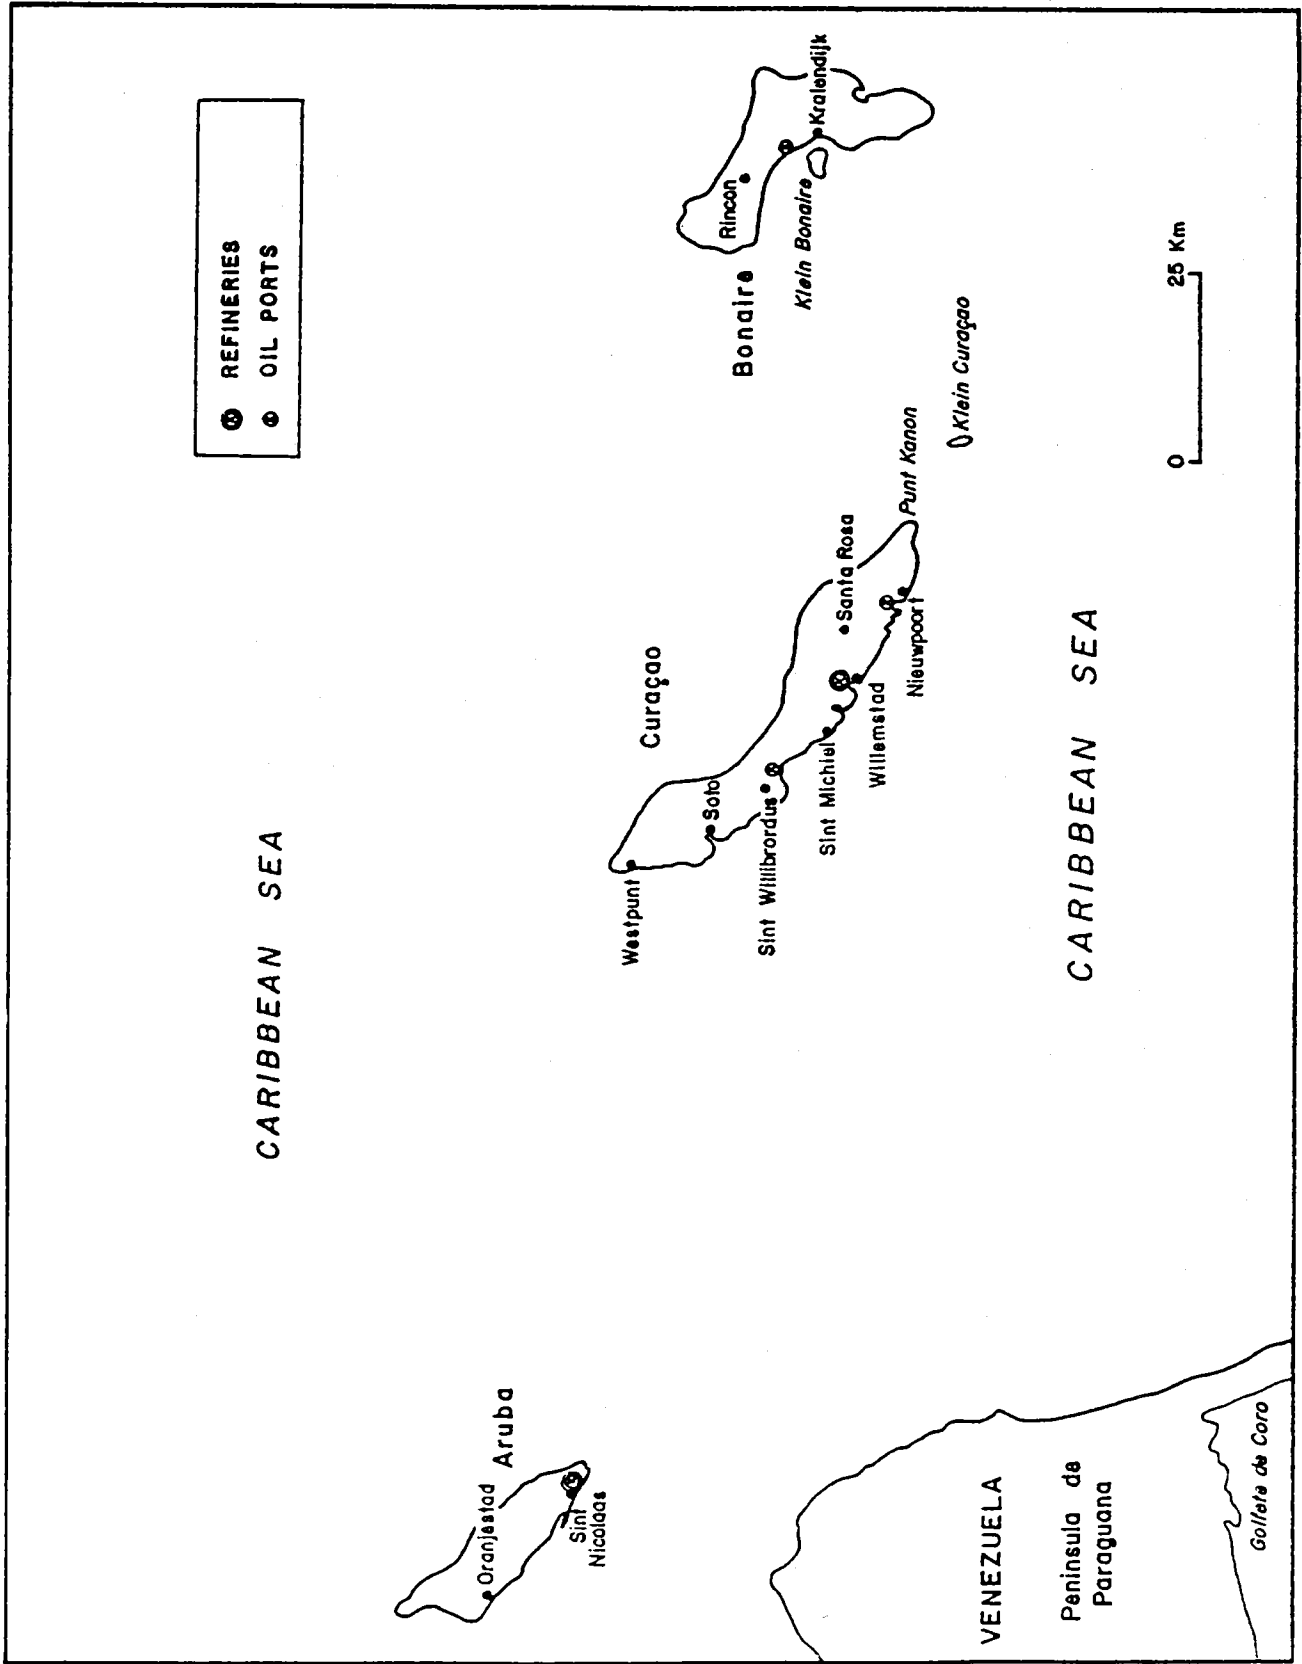 REFINERIES
OIL PORTS
CARIBBEAN SEA
Aruba
Oranjestad
Sint
Nicolaas
Curaçao
Westpunt
Soto
Sint Willibrordus
Sint Michiel
Willemstad
Santa Rosa
Nieuwpoort
Punt Kanon
Klein Curaçao
Bonaire
Rincon
Kralendijk
Klein Bonaire
CARIBBEAN SEA
0 25 Km
VENEZUELA
Peninsula de
Paraguana
Golfete de Coro